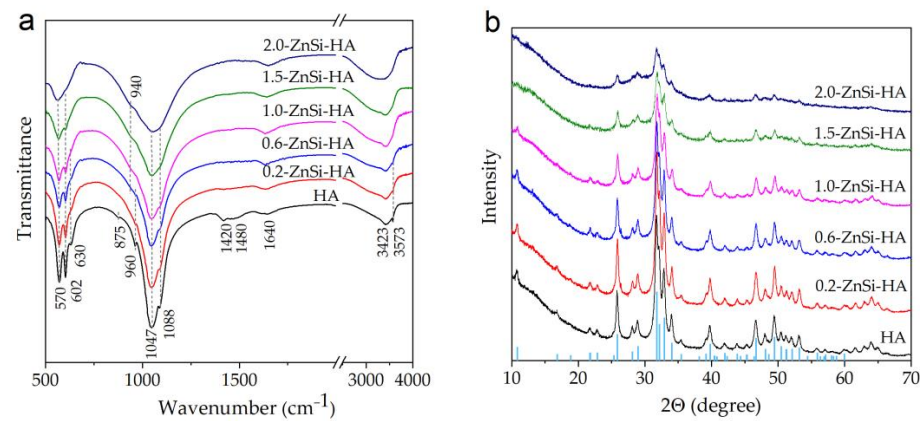 a
2.0-ZnSi-HA
940
1.5-ZnSi-HA
1.0-ZnSi-HA
0.6-ZnSi-HA
0.2-ZnSi-HA
HA
570
602
630
875
960
1047
1088
1420
1480
1640
3423
3573
Transmittance
500 1000 1500 3000 4000
Wavenumber (cm⁻¹)
b
2.0-ZnSi-HA
1.5-ZnSi-HA
1.0-ZnSi-HA
0.6-ZnSi-HA
0.2-ZnSi-HA
HA
Intensity
10 20 30 40 50 60 70
2Θ (degree)